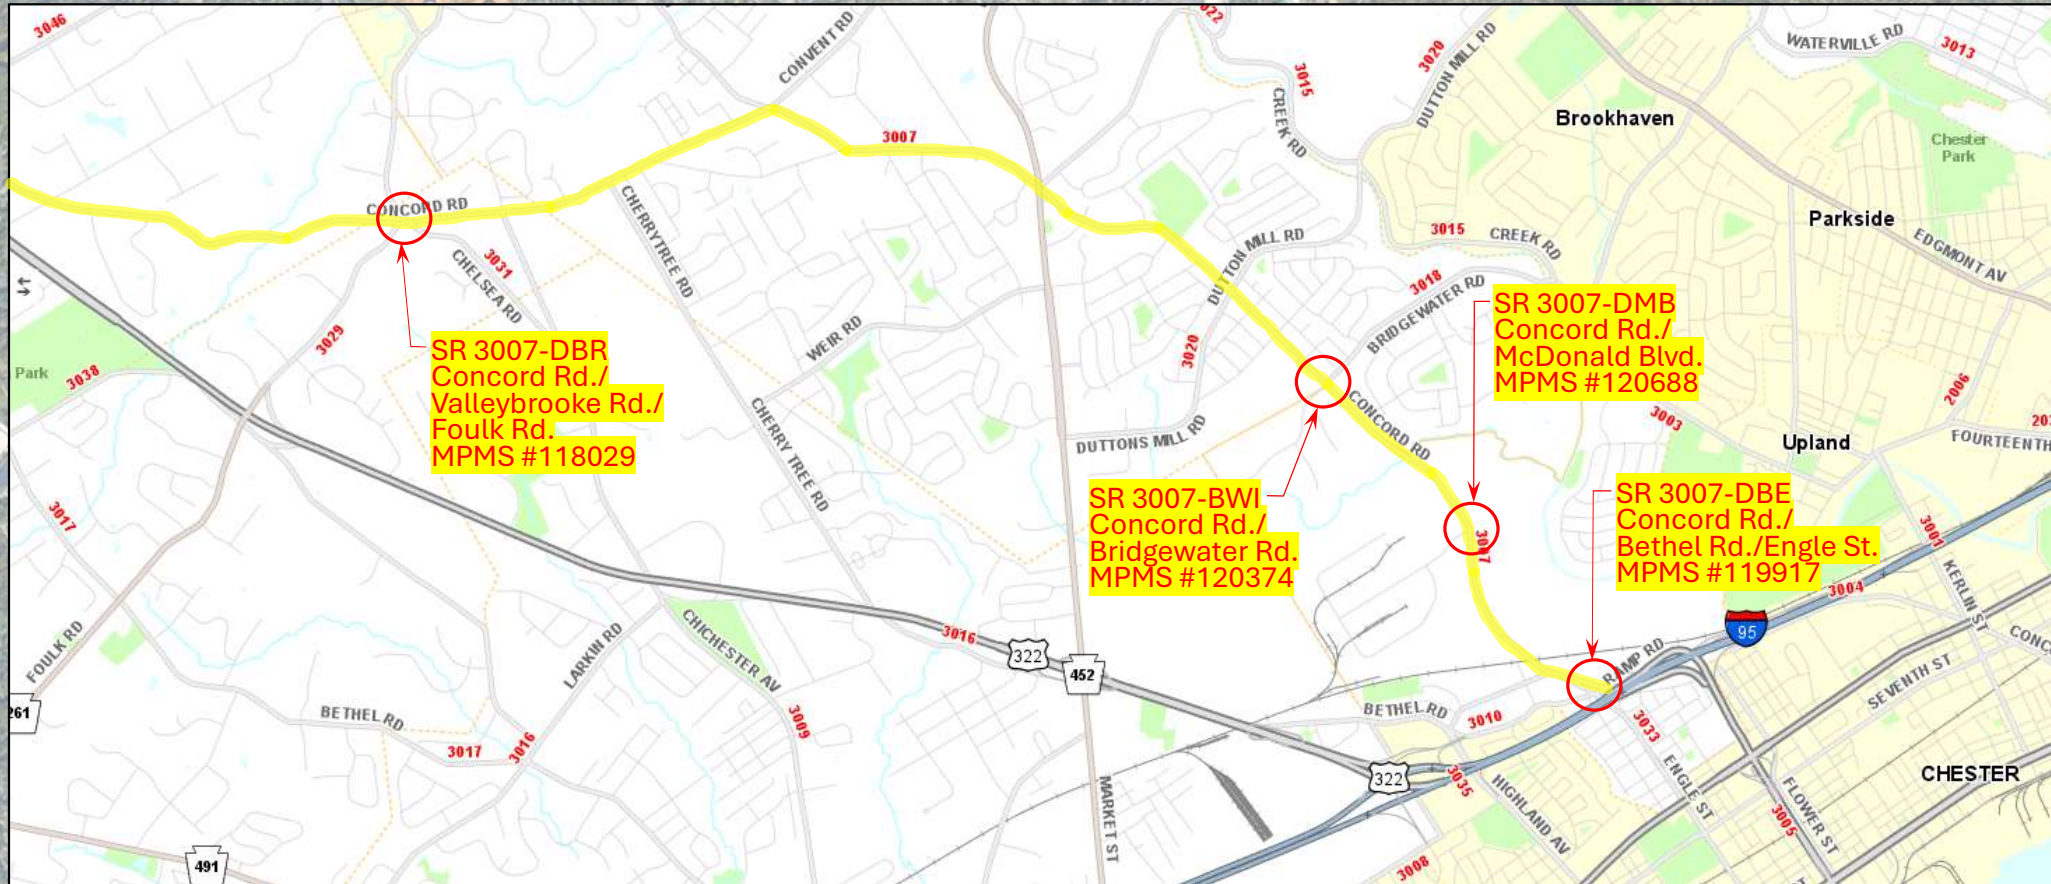 3046
CONVENT RD
3022
DUTTON MILL RD
3020
WATERVILLE RD
3013
3015
CREEK RD
Brookhaven
Chester
Park
3007
CONCORD RD
CHERRYTREE RD
Parkside
EDGMONT AV
3015
CREEK RD
DUTTON MILL RD
3031
CHELSEA RD
3018
BRIDGEWATER RD
3029
SR 3007-DBR
Concord Rd./
Valleybrooke Rd./
Foulk Rd.
MPMS #118029
WEIR RD
3020
SR 3007-DMB
Concord Rd./
McDonald Blvd.
MPMS #120688
Park
3038
2006
CHERRY TREE RD
CONCORD RD
3003
DUTTONS MILL RD
Upland
FOURTEENTH
SR 3007-BWI
Concord Rd./
Bridgewater Rd.
MPMS #120374
SR 3007-DBE
Concord Rd./
Bethel Rd./Engle St.
MPMS #119917
3017
3007
3001
KERLIN ST
3004
FOULK RD
LARKIN RD
CHICHESTER AV
3016
322
452
95
RAMP RD
SEVENTH ST
261
BETHEL RD
3017
3016
3009
BETHEL RD
3010
3033
ENGLE ST
322
3035
HIGHLAND AV
MARKET ST
FLOWER ST
3005
CHESTER
491
3008